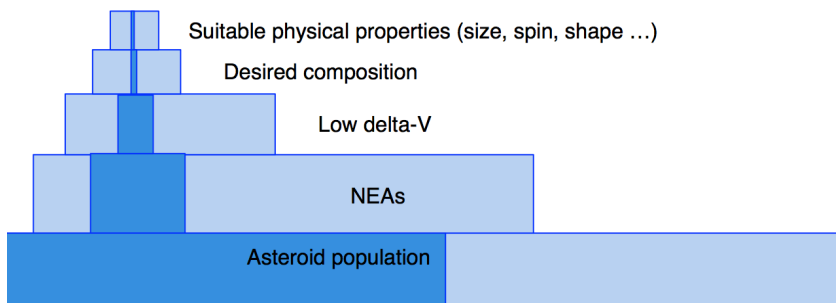 Suitable physical properties (size, spin, shape …)
Desired composition
Low delta-V
NEAs
Asteroid population